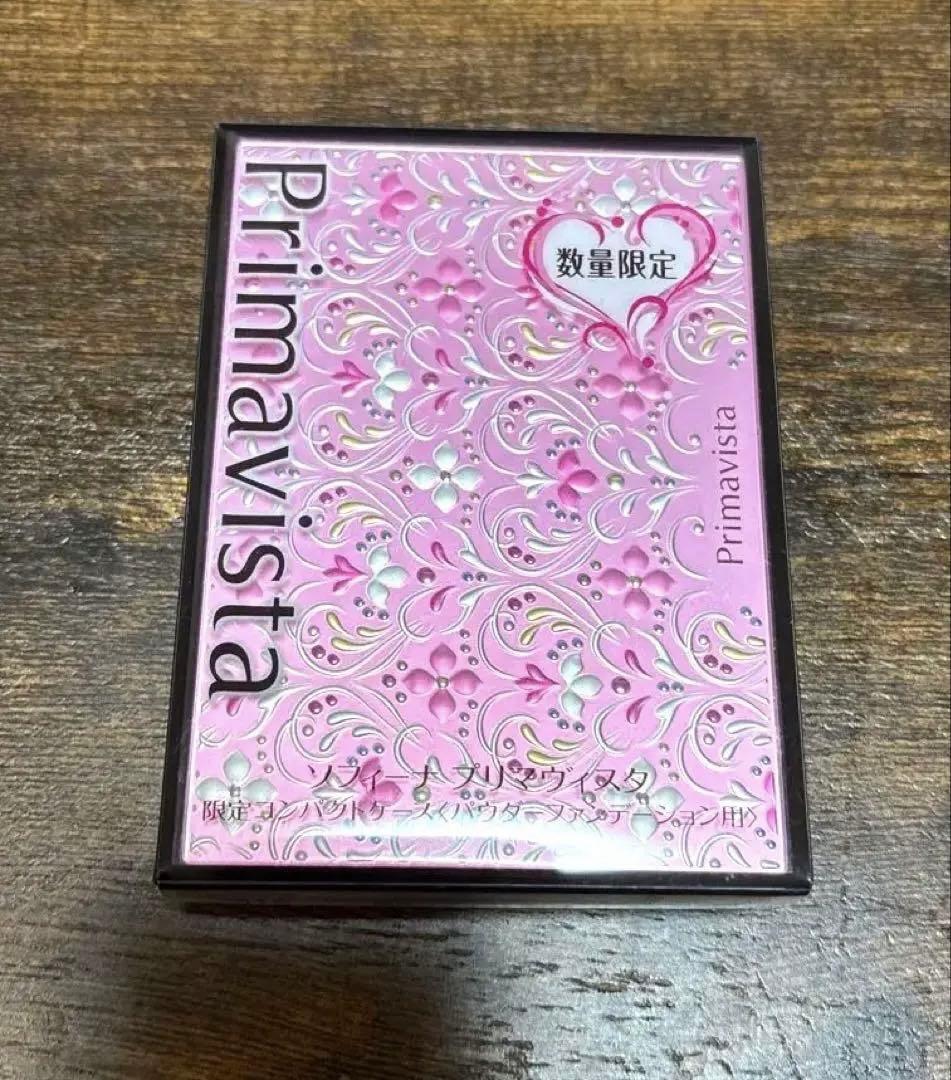 Primavista
数量限定
Primavista
ソフィーナ プリマヴィスタ
限定コンパクトケース〈パウダーファンデーション用〉